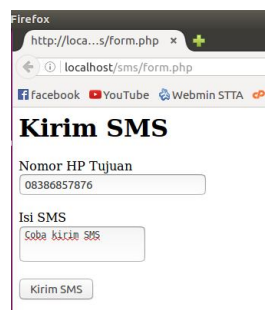 Firefox
http://loca...s/form.php ×
localhost/sms/form.php
facebook YouTube Webmin STTA
Kirim SMS
Nomor HP Tujuan
08386857876
Isi SMS
Coba kirim SMS
Kirim SMS